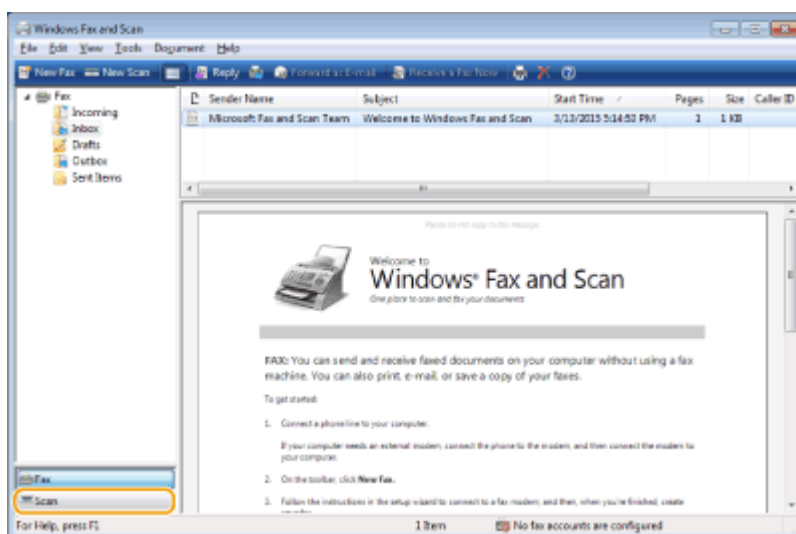 Windows Fax and Scan
File Edit View Tools Document Help
New Fax New Scan Reply Forward as E-mail Receive a Fax Now
Fax
Incoming
Inbox
Drafts
Outbox
Sent Items
Sender Name Subject Start Time Pages Size Caller ID
Microsoft Fax and Scan Team Welcome to Windows Fax and Scan 3/13/2015 5:14:53 PM 1 1 KB
Please do not reply to this message
Welcome to
Windows® Fax and Scan
One place to scan and fax your documents
FAX: You can send and receive faxed documents on your computer without using a fax
machine. You can also print, e-mail, or save a copy of your faxes.
To get started:
1. Connect a phone line to your computer.
If your computer needs an external modem, connect the phone to the modem, and then connect the modem to
your computer.
2. On the toolbar, click New Fax.
3. Follow the instructions in the setup wizard to connect to a fax modem, and then, when you're finished, create
Fax
Scan
For Help, press F1 1 Item No fax accounts are configured